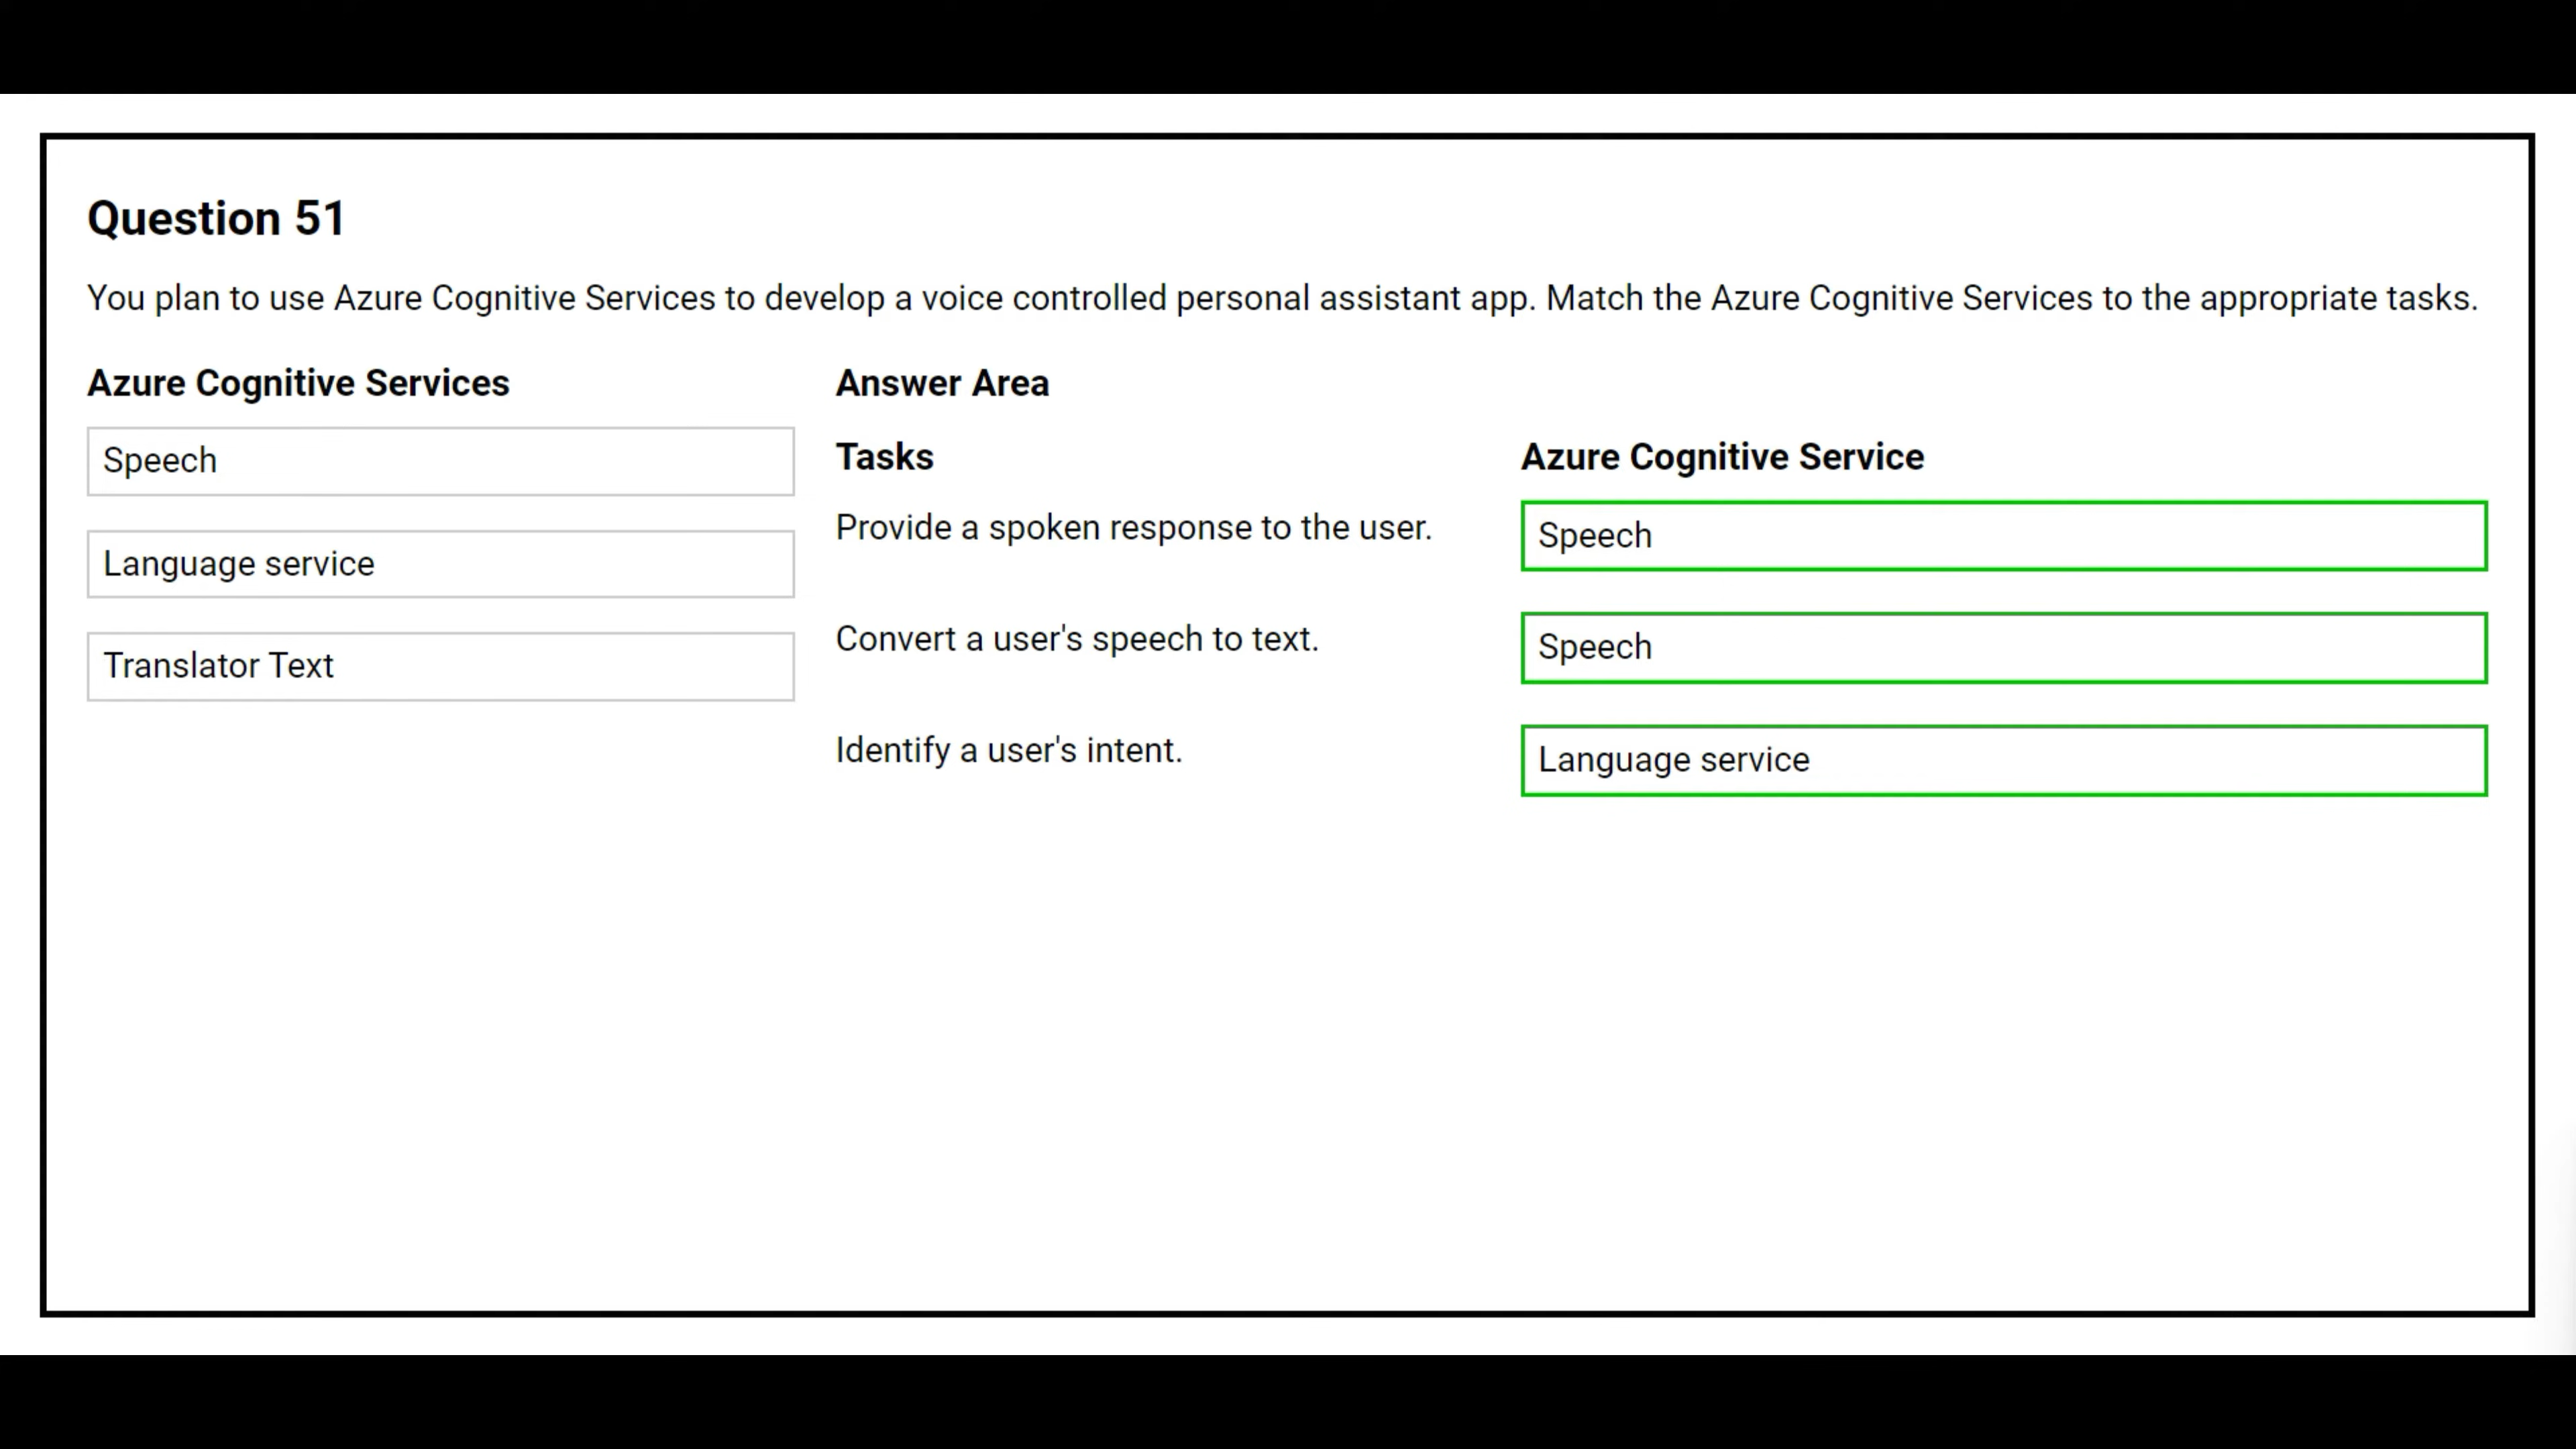 Question 51
You plan to use Azure Cognitive Services to develop a voice controlled personal assistant app. Match the Azure Cognitive Services to the appropriate tasks.
Azure Cognitive Services
Speech
Language service
Translator Text
Answer Area
Tasks
Azure Cognitive Service
Provide a spoken response to the user.
Speech
Convert a user's speech to text.
Speech
Identify a user's intent.
Language service